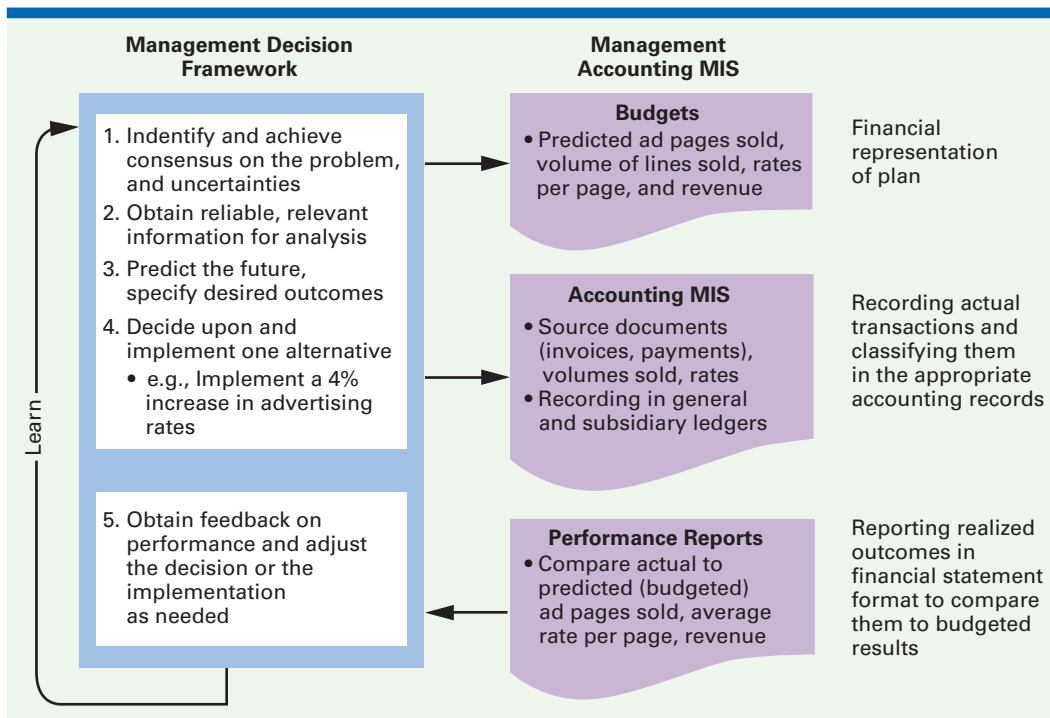 Management Decision
Framework
Management
Accounting MIS
1. Indentify and achieve
consensus on the problem,
and uncertainties
2. Obtain reliable, relevant
information for analysis
3. Predict the future,
specify desired outcomes
4. Decide upon and
implement one alternative
• e.g., Implement a 4%
increase in advertising
rates
5. Obtain feedback on
performance and adjust
the decision or the
implementation
as needed
Learn
Budgets
• Predicted ad pages sold,
volume of lines sold, rates
per page, and revenue
Financial
representation
of plan
Accounting MIS
• Source documents
(invoices, payments),
volumes sold, rates
• Recording in general
and subsidiary ledgers
Recording actual
transactions and
classifying them
in the appropriate
accounting records
Performance Reports
• Compare actual to
predicted (budgeted)
ad pages sold, average
rate per page, revenue
Reporting realized
outcomes in
financial statement
format to compare
them to budgeted
results